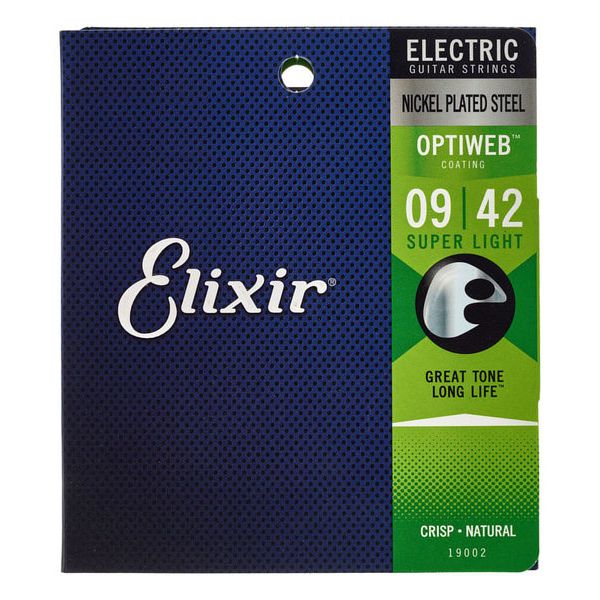 Elixir®
ELECTRIC
GUITAR STRINGS
NICKEL PLATED STEEL
OPTIWEB™
COATING
09 | 42
SUPER LIGHT
GREAT TONE
LONG LIFE™
CRISP • NATURAL
19002